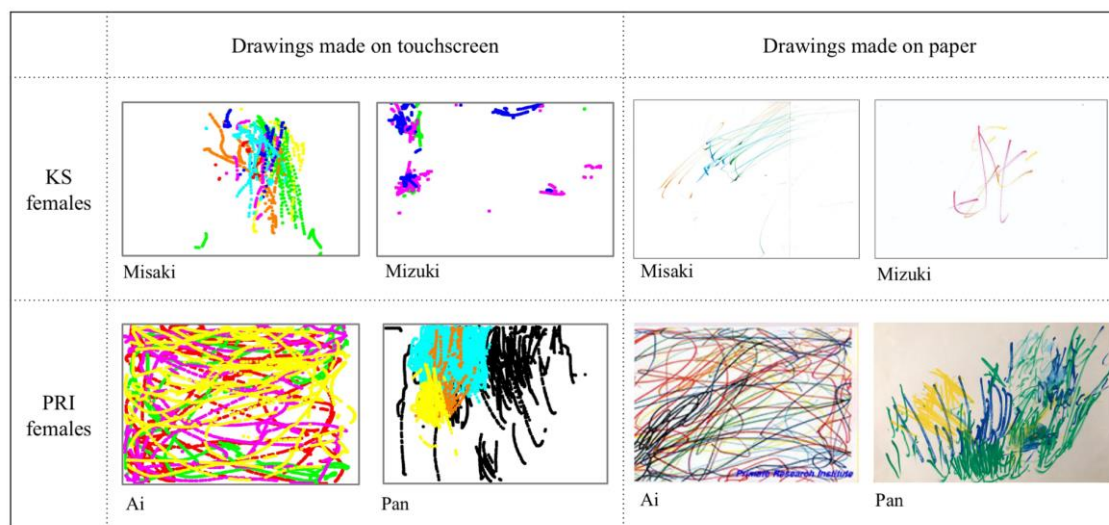 Drawings made on touchscreen
Drawings made on paper
KS
females
Misaki
Mizuki
Misaki
Mizuki
PRI
females
Ai
Pan
Primate Research Institute
Ai
Pan